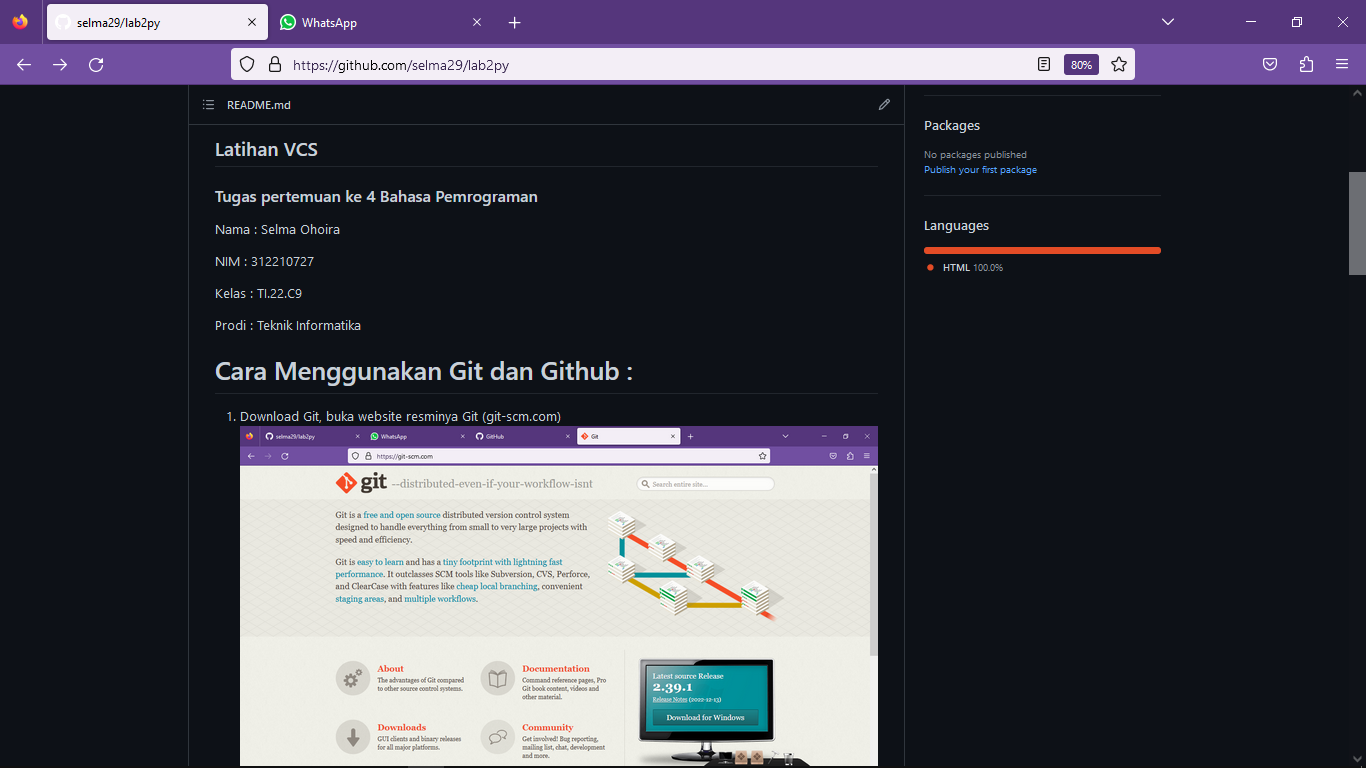 selma29/lab2py
WhatsApp
https://github.com/selma29/lab2py
80%
README.md
Latihan VCS
Tugas pertemuan ke 4 Bahasa Pemrograman
Nama : Selma Ohoira
NIM : 312210727
Kelas : TI.22.C9
Prodi : Teknik Informatika
Cara Menggunakan Git dan Github :
1. Download Git, buka website resminya Git (git-scm.com)
selma29/lab2py
WhatsApp
GitHub
Git
https://git-scm.com
git --distributed-even-if-your-workflow-isnt
Search entire site...
Git is a free and open source distributed version control system
designed to handle everything from small to very large projects with
speed and efficiency.
Git is easy to learn and has a tiny footprint with lightning fast
performance. It outclasses SCM tools like Subversion, CVS, Perforce,
and ClearCase with features like cheap local branching, convenient
staging areas, and multiple workflows.
About
The advantages of Git compared
to other source control systems.
Documentation
Command reference pages, Pro
Git book content, videos and
other material.
Downloads
GUI clients and binary releases
for all major platforms.
Community
Get involved! Bug reporting,
mailing list, chat, development
and more.
Latest source Release
2.39.1
Release Notes (2022-12-13)
Download for Windows
Packages
No packages published
Publish your first package
Languages
HTML 100.0%